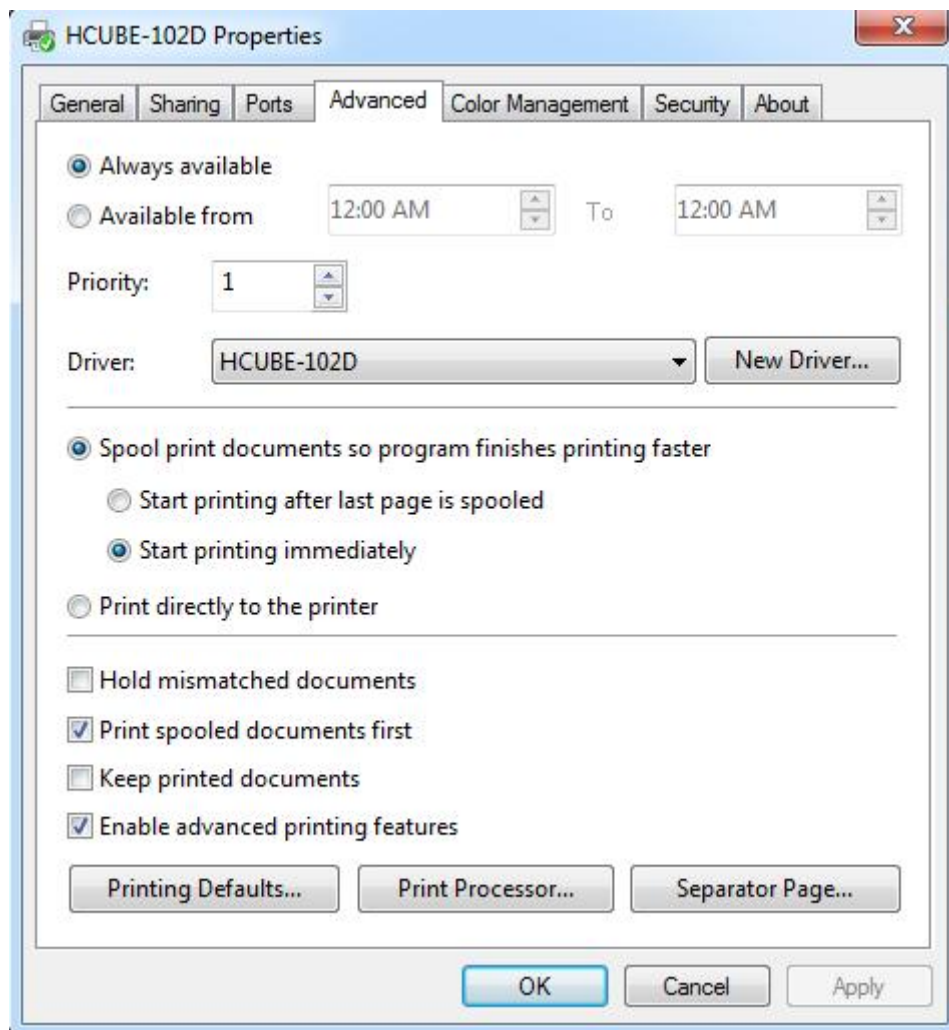 HCUBE-102D Properties
General Sharing Ports Advanced Color Management Security About
Always available
Available from 12:00 AM To 12:00 AM
Priority: 1
Driver: HCUBE-102D New Driver...
Spool print documents so program finishes printing faster
Start printing after last page is spooled
Start printing immediately
Print directly to the printer
Hold mismatched documents
Print spooled documents first
Keep printed documents
Enable advanced printing features
Printing Defaults... Print Processor... Separator Page...
OK Cancel Apply